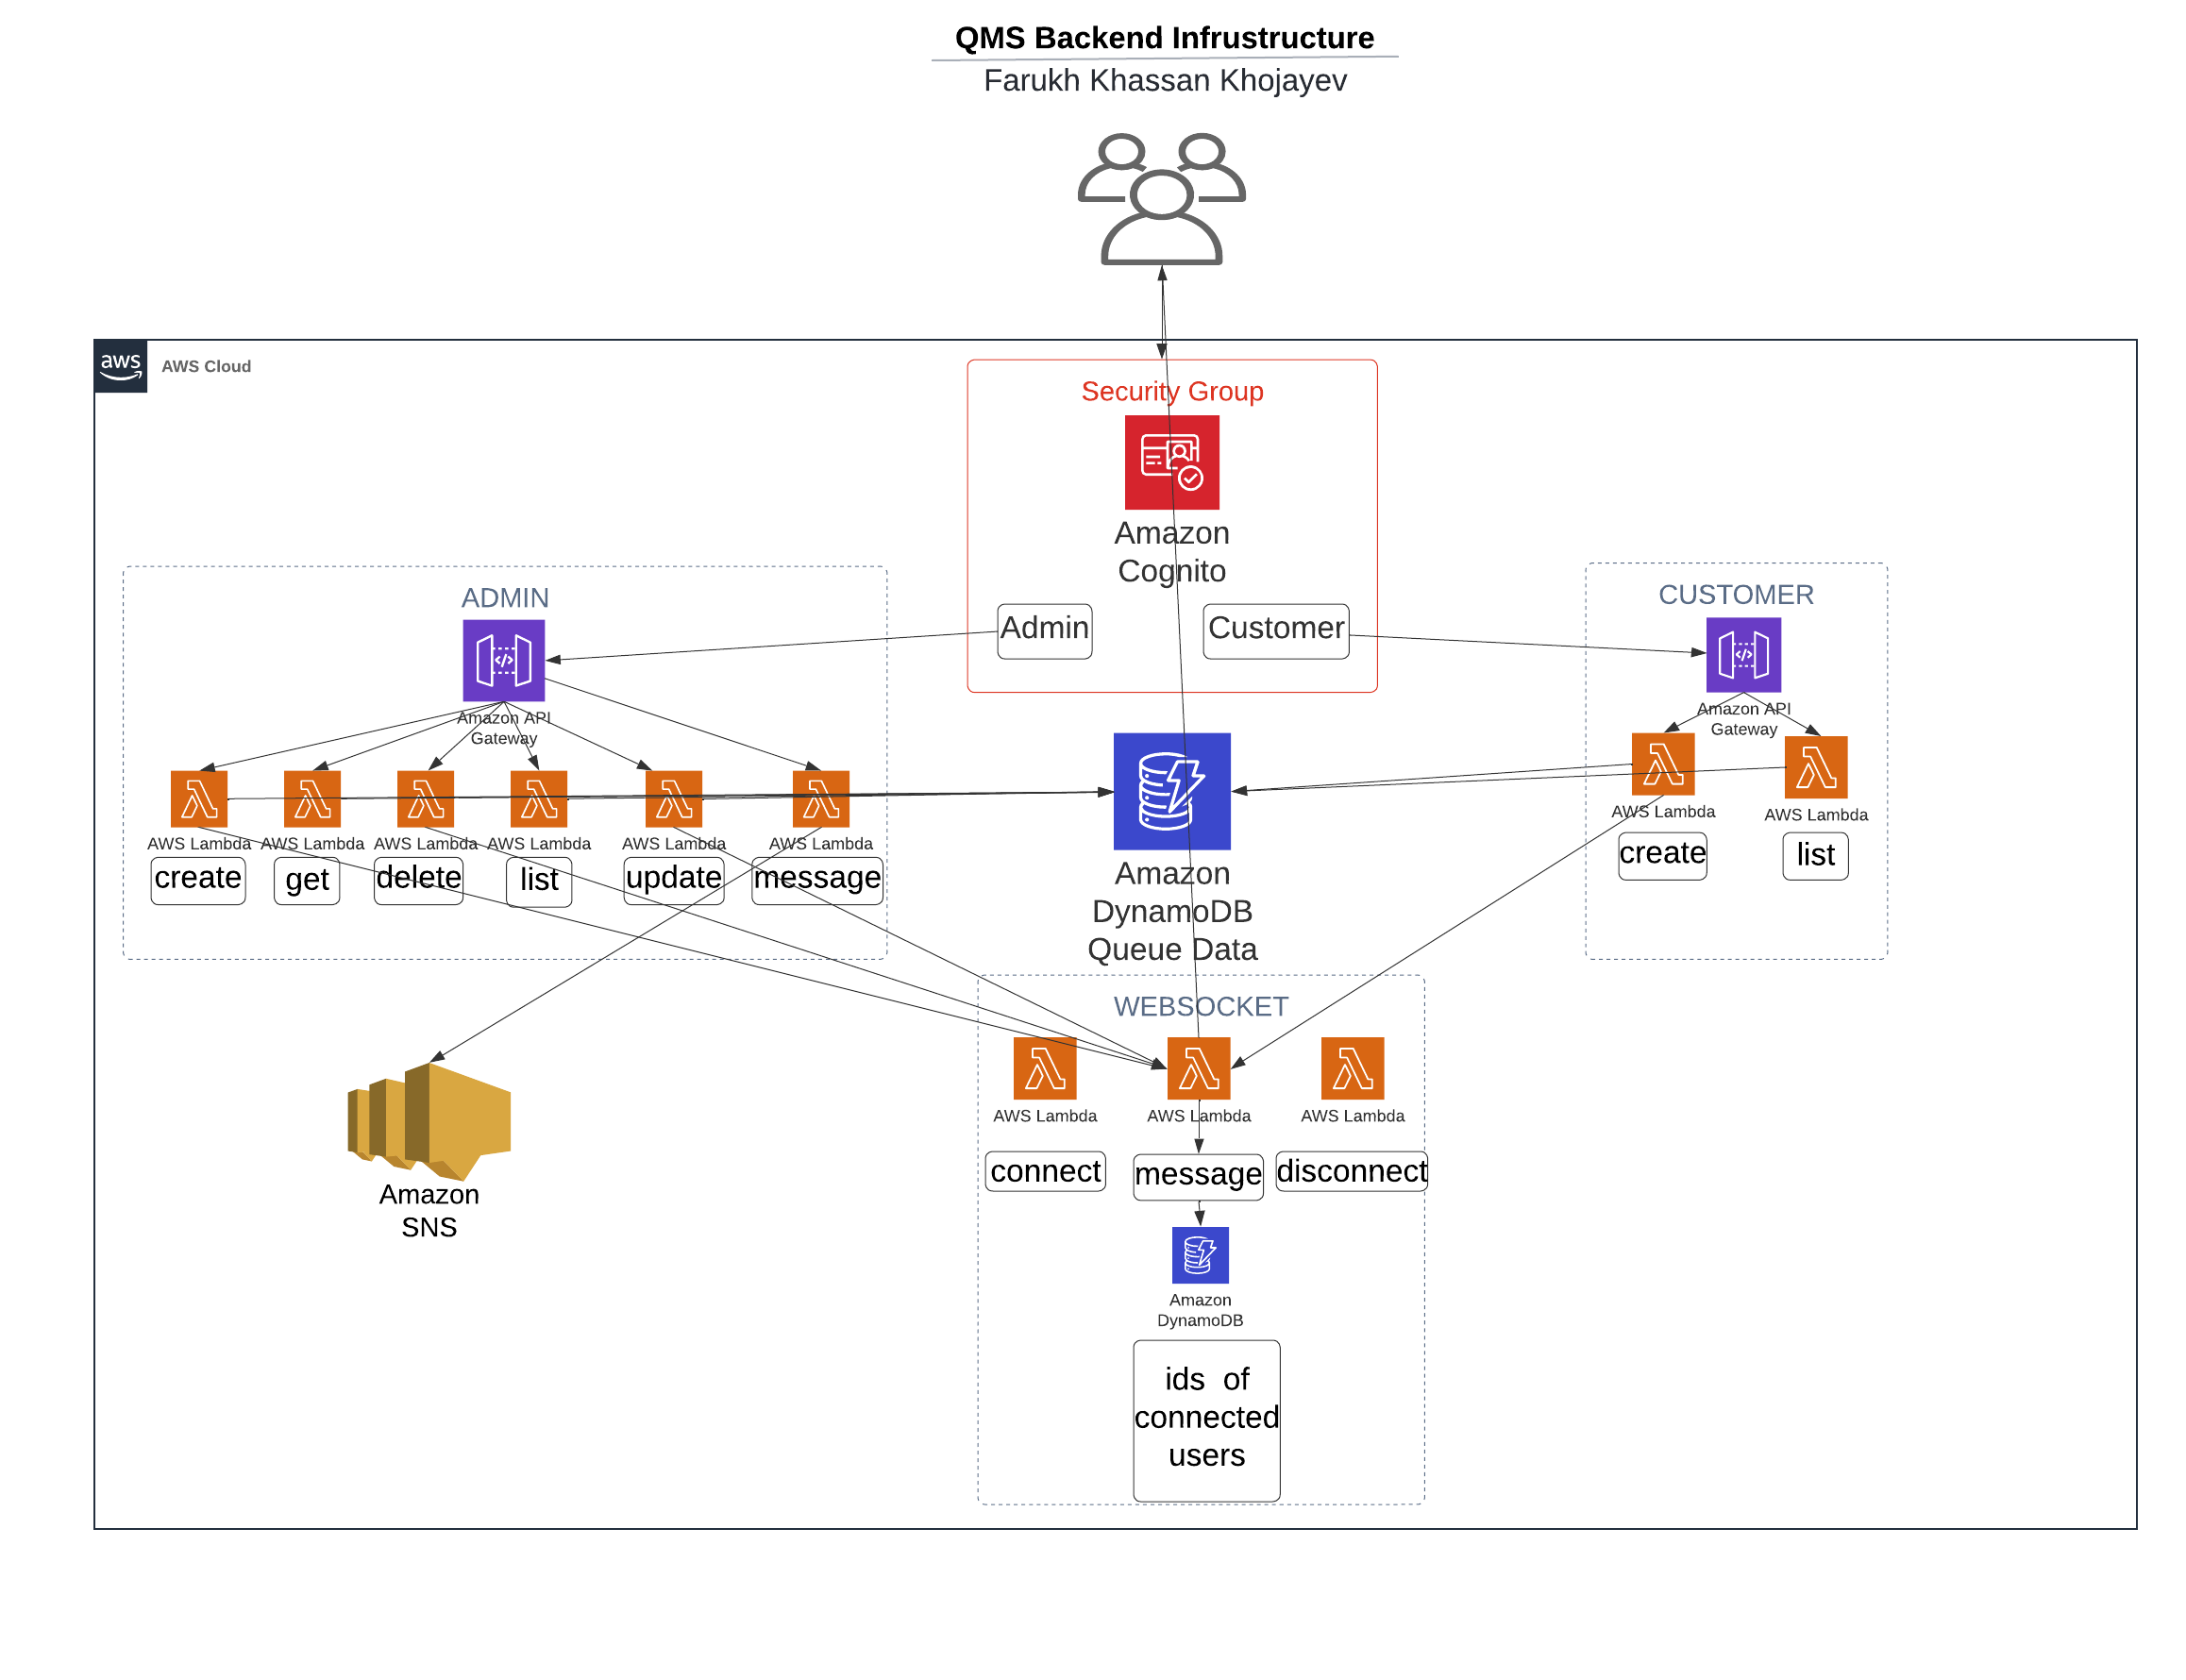 QMS Backend Infrustructure
Farukh Khassan Khojayev
aws
AWS Cloud
Security Group
Amazon
Cognito
Admin
Customer
ADMIN
Amazon API
Gateway
AWS Lambda
create
AWS Lambda
get
AWS Lambda
delete
AWS Lambda
list
AWS Lambda
update
AWS Lambda
message
Amazon
DynamoDB
Queue Data
CUSTOMER
Amazon API
Gateway
AWS Lambda
create
AWS Lambda
list
Amazon
SNS
WEBSOCKET
AWS Lambda
connect
AWS Lambda
message
AWS Lambda
disconnect
Amazon
DynamoDB
ids of
connected
users